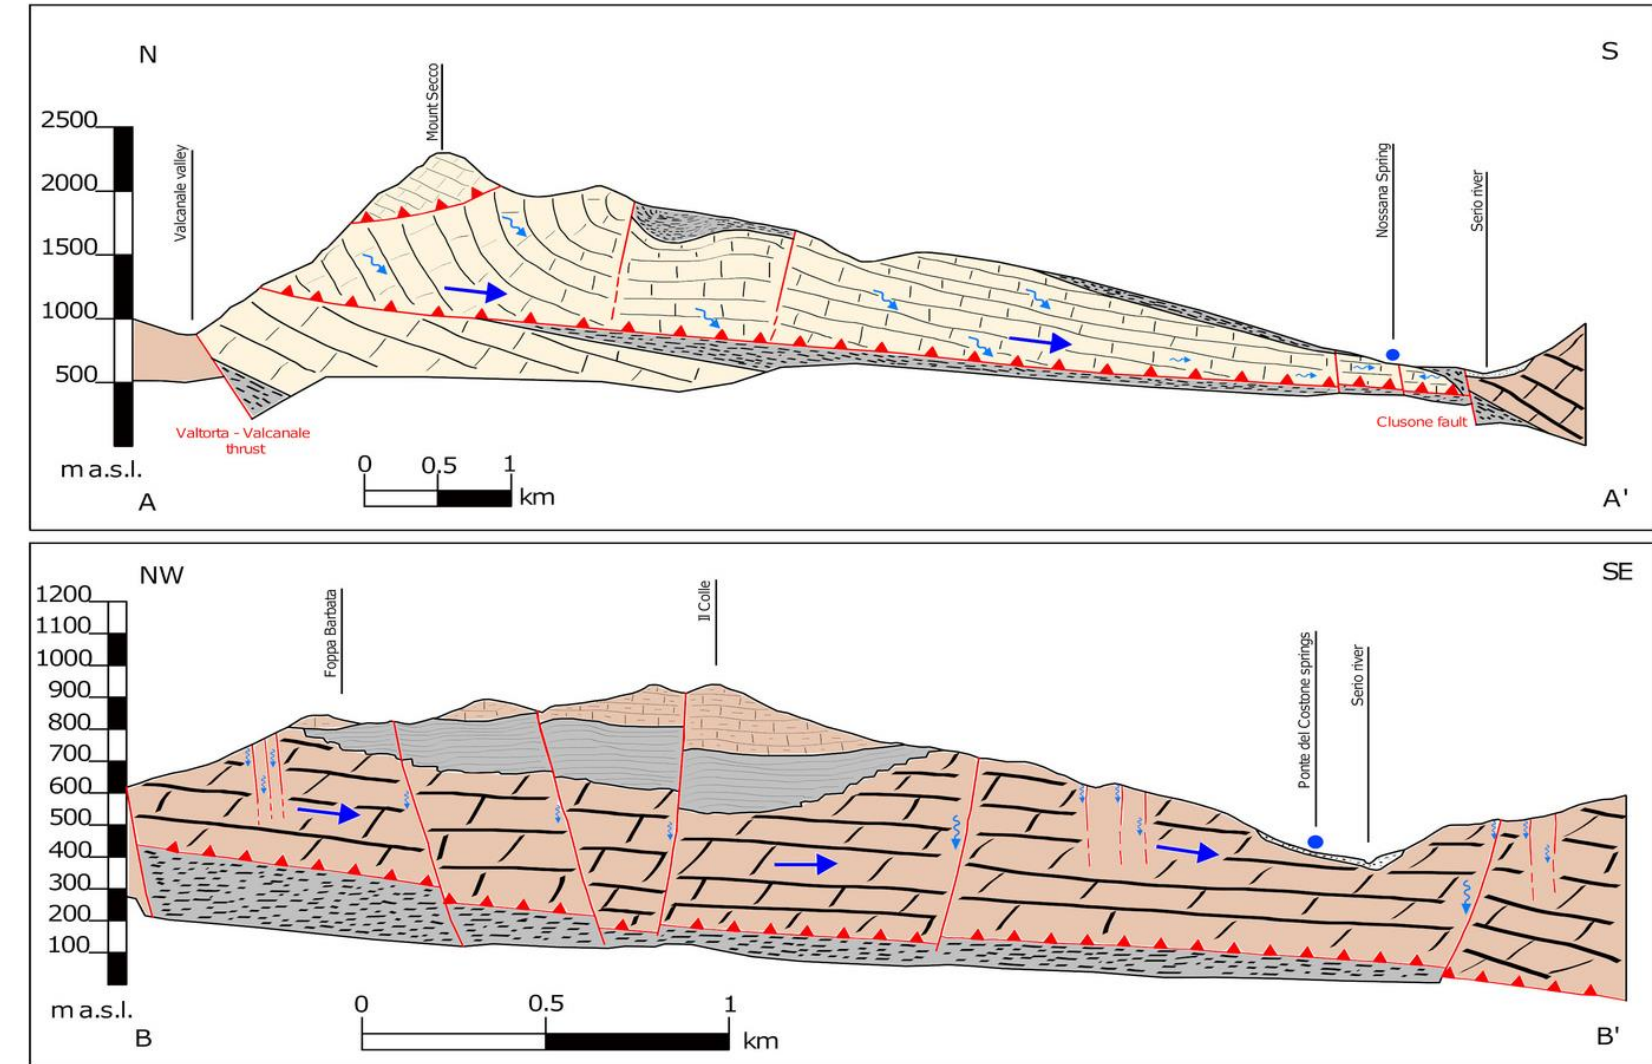 N
S
Mount Secco
Valcanale valley
Nossana Spring
Serio river
2500
2000
1500
1000
500
m a.s.l.
Valtorta - Valcanale
thrust
Clusone fault
0 0.5 1
km
A
A'
NW
SE
Foppa Barbata
Il Colle
Ponte del Costone springs
Serio river
1200
1100
1000
900
800
700
600
500
400
300
200
100
m a.s.l.
0 0.5 1
km
B
B'